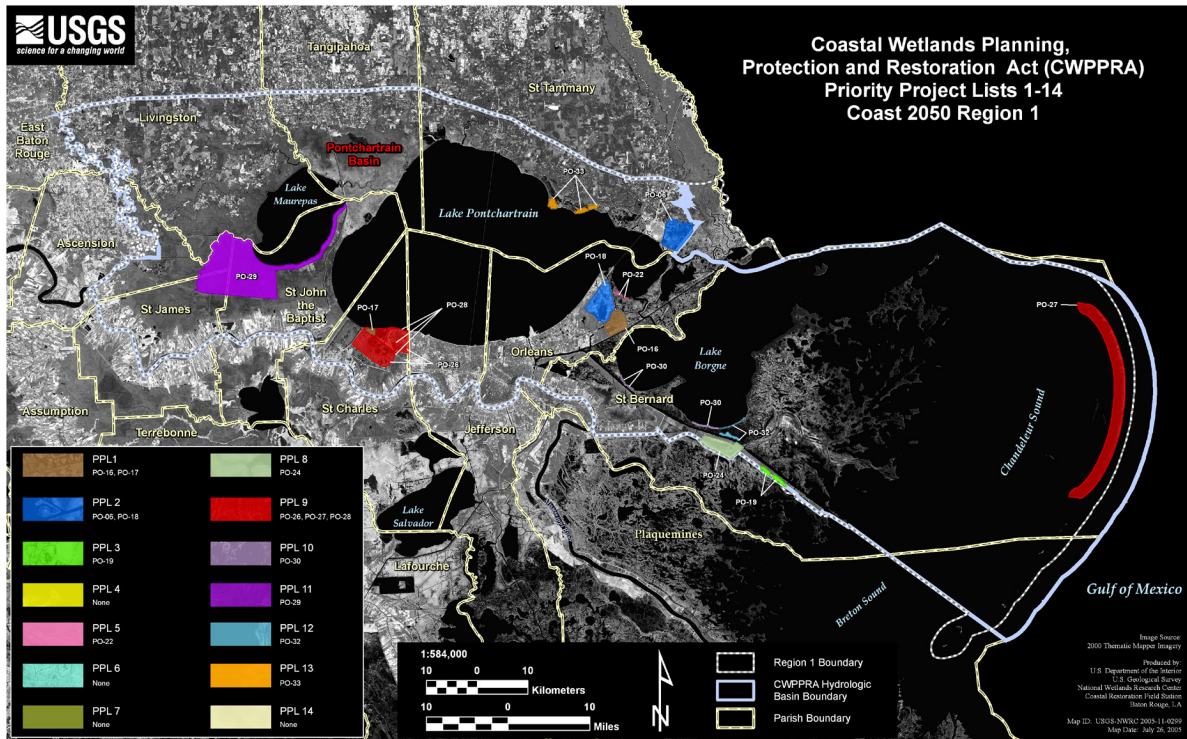 USGS
science for a changing world
Coastal Wetlands Planning,
Protection and Restoration Act (CWPPRA)
Priority Project Lists 1-14
Coast 2050 Region 1
Tangipahoa
St Tammany
Livingston
East
Baton
Rouge
Pontchartrain
Basin
Lake
Maurepas
Lake Pontchartrain
PO-33
PO-06
Ascension
PO-29
PO-18
PO-22
St James
St John
the
Baptist
PO-17
PO-28
PO-27
PO-26
Orleans
PO-16
PO-30
Lake
Borgne
St Bernard
PO-30
PO-32
Chandeleur Sound
Assumption
Terrebonne
St Charles
Jefferson
PO-24
PO-19
Lake
Salvador
Plaquemines
Lafourche
Breton Sound
Gulf of Mexico
PPL1
PO-16, PO-17
PPL 2
PO-06, PO-18
PPL 3
PO-19
PPL 4
None
PPL 5
PO-22
PPL 6
None
PPL 7
None
PPL 8
PO-24
PPL 9
PO-26, PO-27, PO-28
PPL 10
PO-30
PPL 11
PO-29
PPL 12
PO-32
PPL 13
PO-33
PPL 14
None
1:584,000
10 0 10
Kilometers
10 0 10
Miles
N
Region 1 Boundary
CWPPRA Hydrologic
Basin Boundary
Parish Boundary
Image Source:
2000 Thematic Mapper Imagery
Produced by:
U.S. Department of the Interior
U.S. Geological Survey
National Wetlands Research Center
Coastal Restoration Field Station
Baton Rouge, LA
Map ID: USGS-NWRC 2005-11-0299
Map Date: July 26, 2005